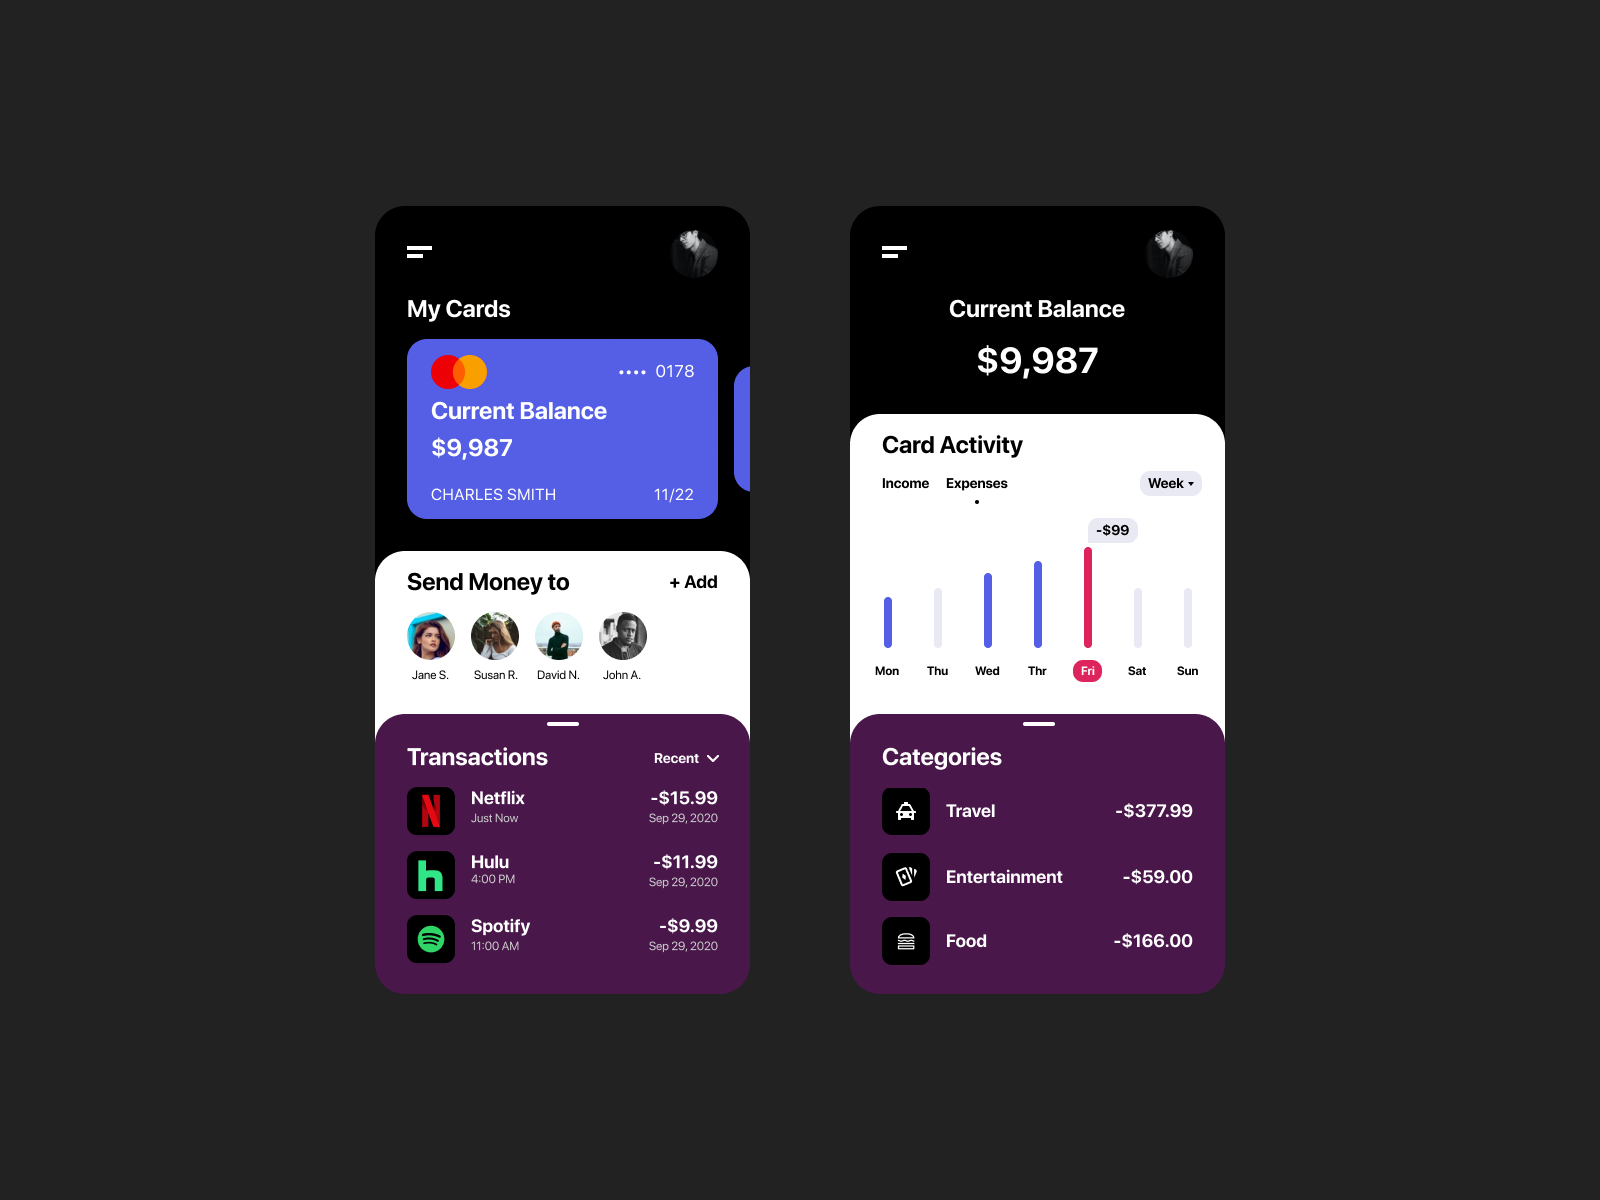 My Cards
•••• 0178
Current Balance
$9,987
CHARLES SMITH 11/22
Send Money to + Add
Jane S. Susan R. David N. John A.
Transactions Recent
Netflix -$15.99
Just Now Sep 29, 2020
Hulu -$11.99
4:00 PM Sep 29, 2020
Spotify -$9.99
11:00 AM Sep 29, 2020
Current Balance
$9,987
Card Activity
Income Expenses Week
-$99
Mon Thu Wed Thr Fri Sat Sun
Categories
Travel -$377.99
Entertainment -$59.00
Food -$166.00